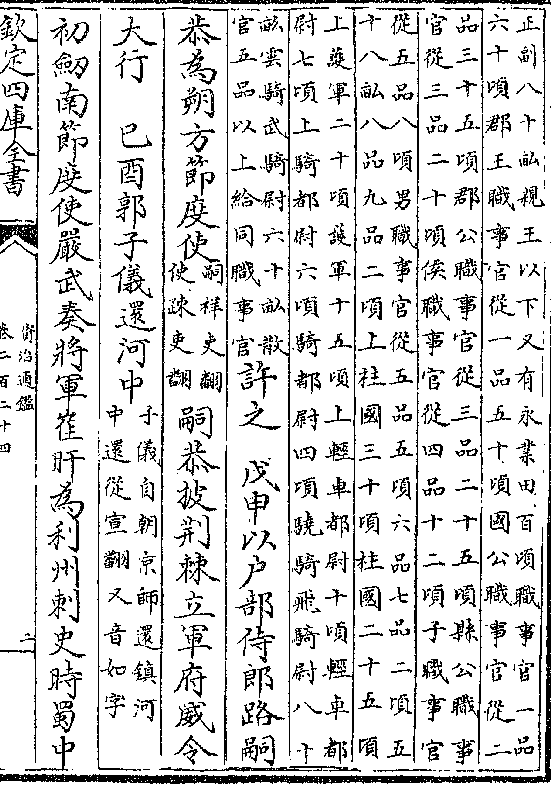 正副八十畝親王以下又有永業田百頃職事官一品
六十頃郡王職事官從一品五十頃國公職事官從二
品三十五頃郡公職事官從三品二十五頃縣公職事
官從三品二十頃侯職事官從四品十二頃子職事官
從五品八頃男職事官從五品五頃六品七品二頃五
十八畝八品九品二頃上柱國三十頃柱國二十五頃
上護軍二十頃護軍十五頃上輕車都尉十頃輕車都
尉七頃上騎都尉六頃騎都尉四頃驍騎飛騎尉八十
畝雲騎武騎尉六十畝散
官五品以上給同職事官
許之 戊申以户部侍郎路嗣
恭為朔方節度使
嗣祥吏翻
使疎吏翻
嗣恭披荆棘立軍府威令
大行 巳酉郭子儀還河中
子儀自朝京師還鎮河
中還從宣翻又音如字
初劒南節度使嚴武奏將軍崔旰為利州刺史時蜀中
欽定四庫全書
資治通鑑
卷二百二十四
二